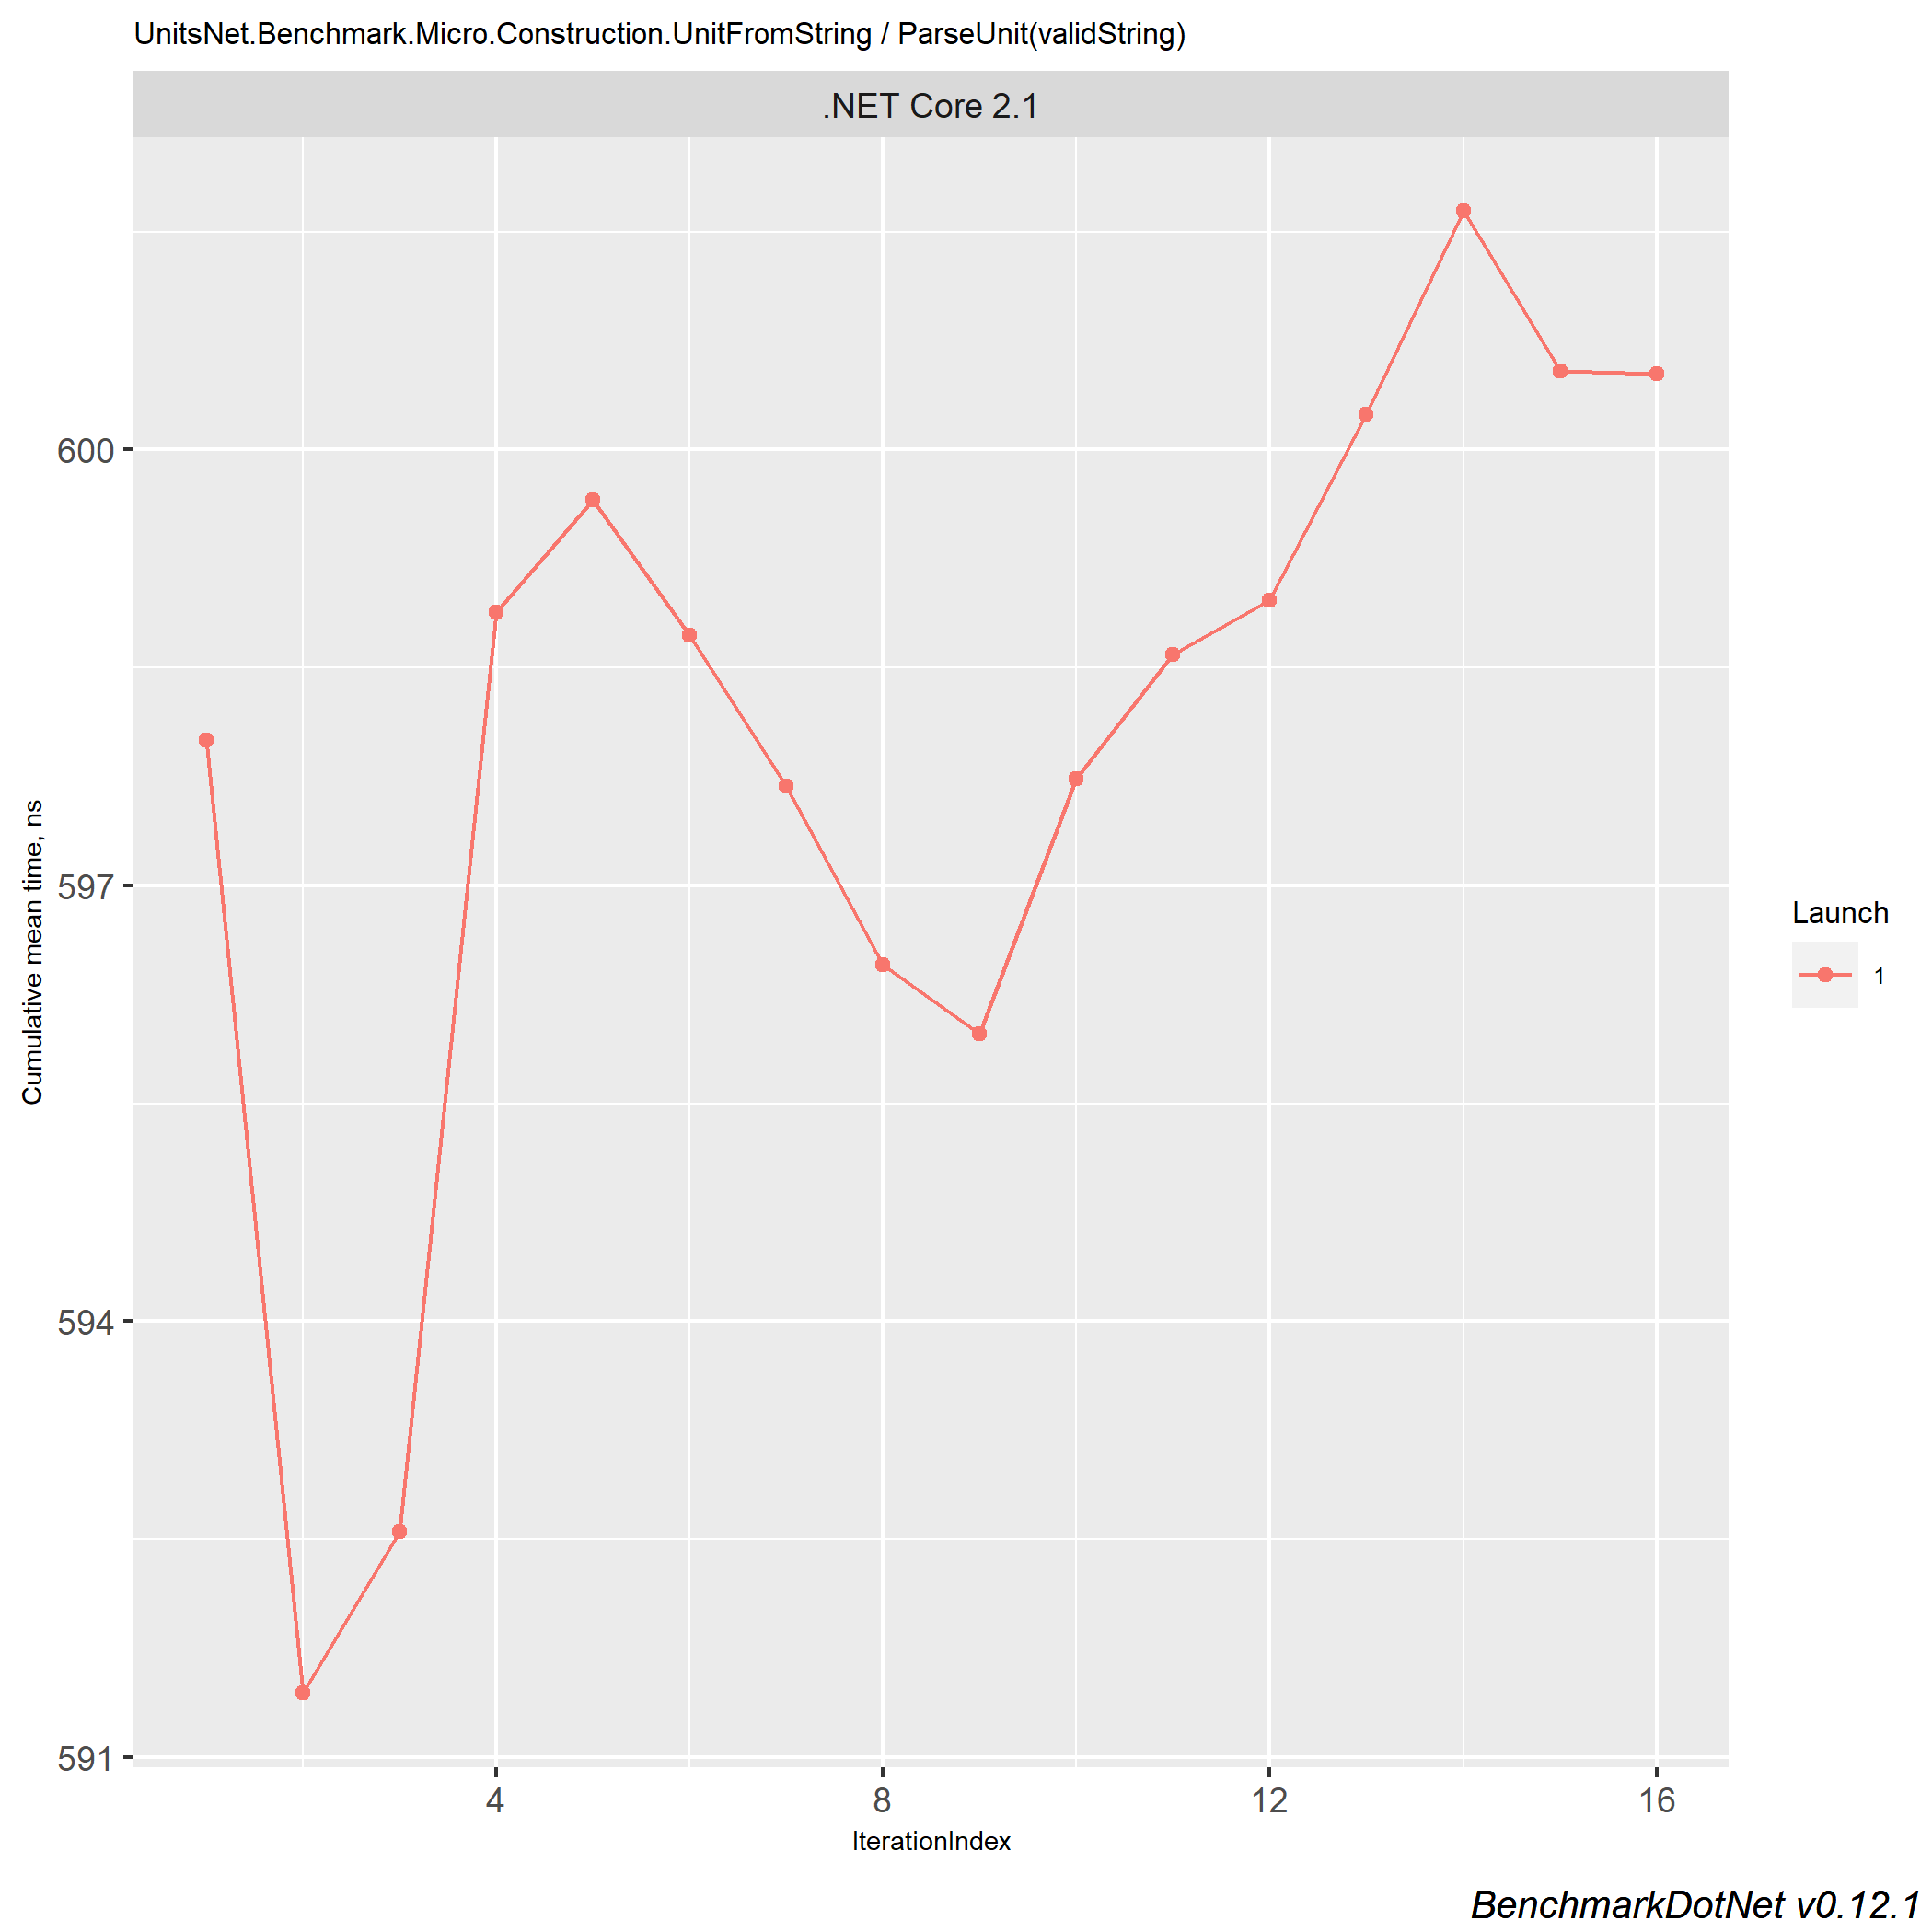 UnitsNet.Benchmark.Micro.Construction.UnitFromString / ParseUnit(validString)
.NET Core 2.1
600
597
594
591
Cumulative mean time, ns
4
8
12
16
IterationIndex
Launch
1
BenchmarkDotNet v0.12.1